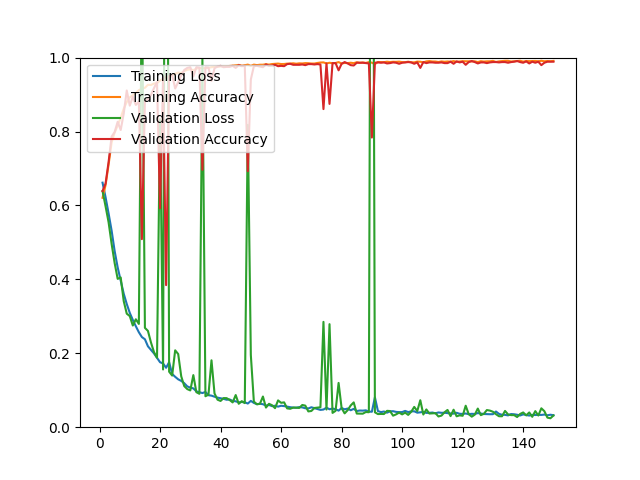 1.0
0.8
0.6
0.4
0.2
0.0
Training Loss
Training Accuracy
Validation Loss
Validation Accuracy
0 20 40 60 80 100 120 140